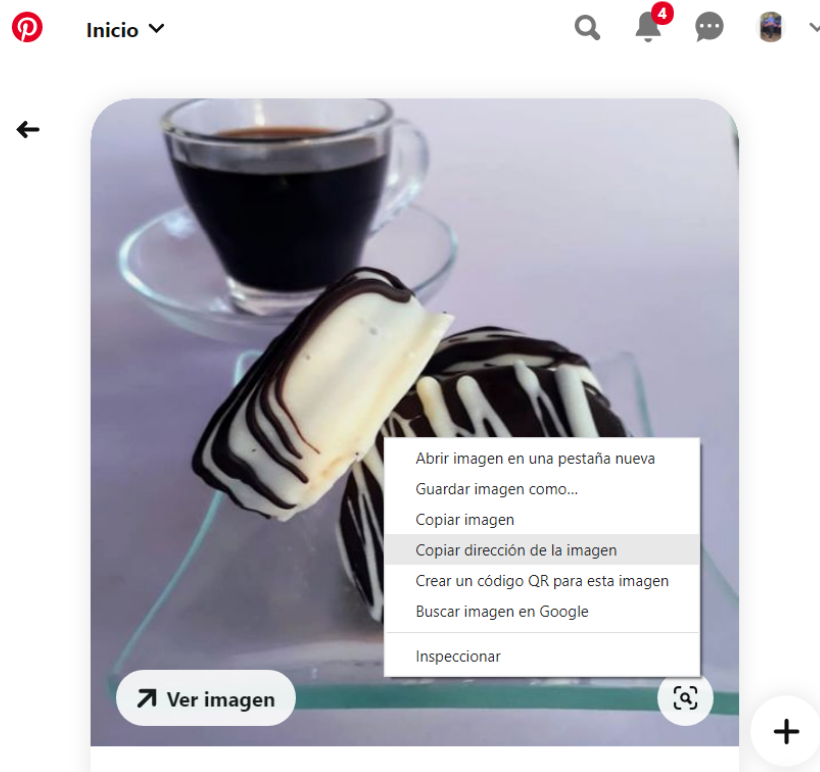 Inicio
4
Abrir imagen en una pestaña nueva
Guardar imagen como...
Copiar imagen
Copiar dirección de la imagen
Crear un código QR para esta imagen
Buscar imagen en Google
Inspeccionar
Ver imagen